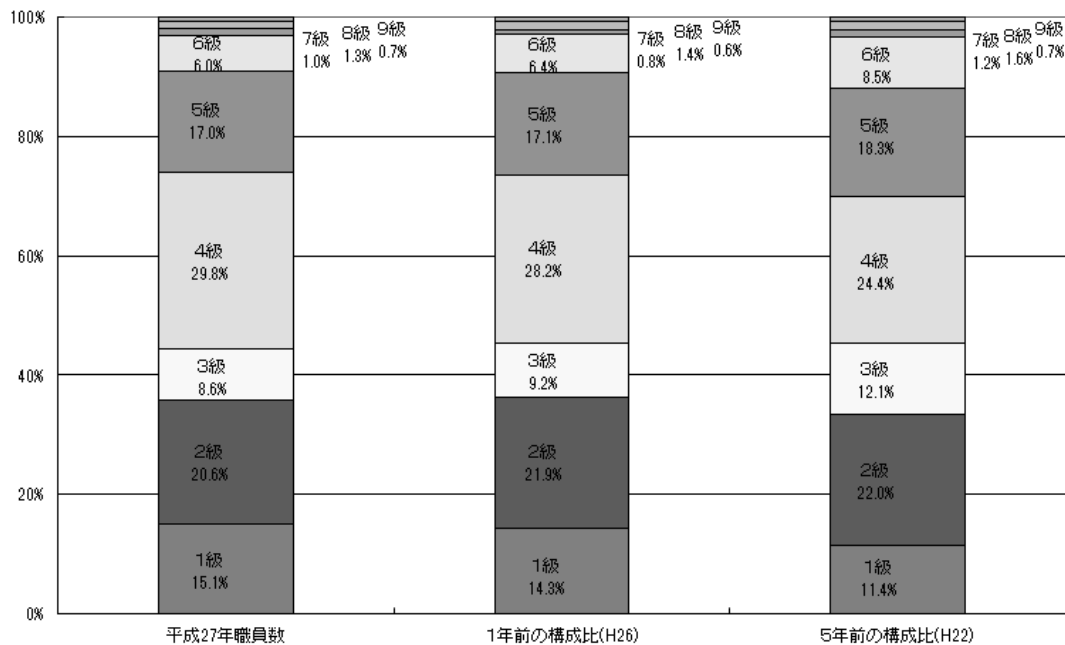 100%
80%
60%
40%
20%
0%
6級
6.0%
5級
17.0%
4級
29.8%
3級
8.6%
2級
20.6%
1級
15.1%
7級 8級 9級
1.0% 1.3% 0.7%
6級
6.4%
5級
17.1%
4級
28.2%
3級
9.2%
2級
21.9%
1級
14.3%
7級 8級 9級
0.8% 1.4% 0.6%
6級
8.5%
5級
18.3%
4級
24.4%
3級
12.1%
2級
22.0%
1級
11.4%
7級 8級 9級
1.2% 1.6% 0.7%
平成27年職員数
1年前の構成比(H26)
5年前の構成比(H22)